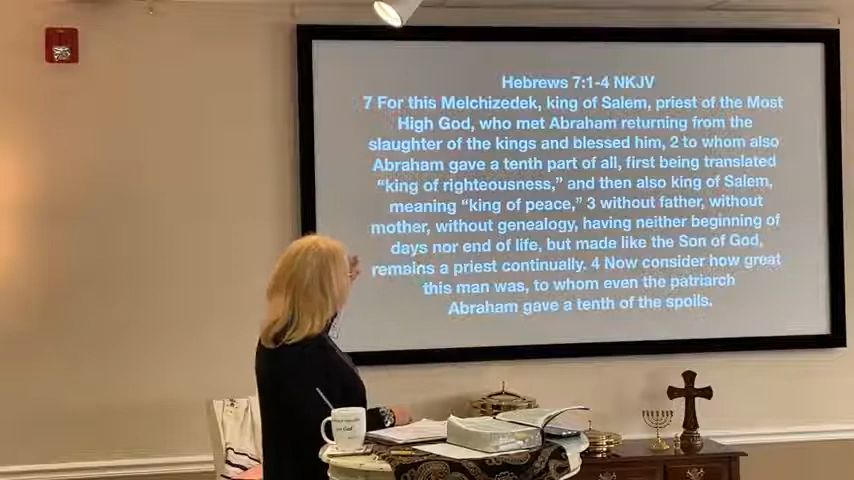 Hebrews 7:1-4 NKJV
7 For this Melchizedek, king of Salem, priest of the Most
High God, who met Abraham returning from the
slaughter of the kings and blessed him, 2 to whom also
Abraham gave a tenth part of all, first being translated
“king of righteousness,” and then also king of Salem,
meaning “king of peace,” 3 without father, without
mother, without genealogy, having neither beginning of
days nor end of life, but made like the Son of God,
remains a priest continually. 4 Now consider how great
this man was, to whom even the patriarch
Abraham gave a tenth of the spoils.